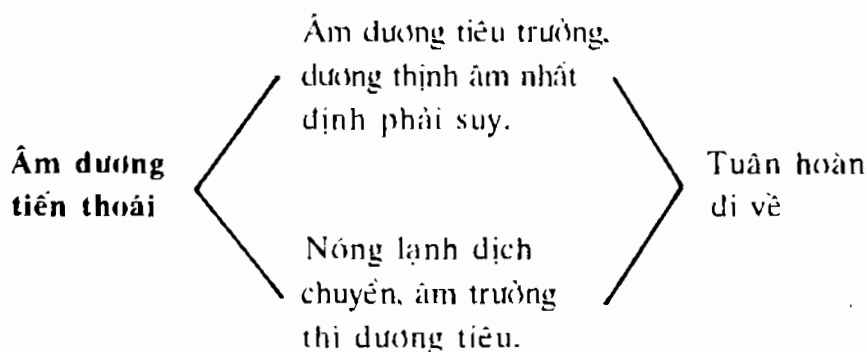 Âm dương tiêu trưởng,
dương thịnh âm nhất
định phải suy.
Âm dương
tiến thoái
Tuân hoàn
đi về
Nóng lạnh dịch
chuyển, âm trưởng
thì dương tiêu.